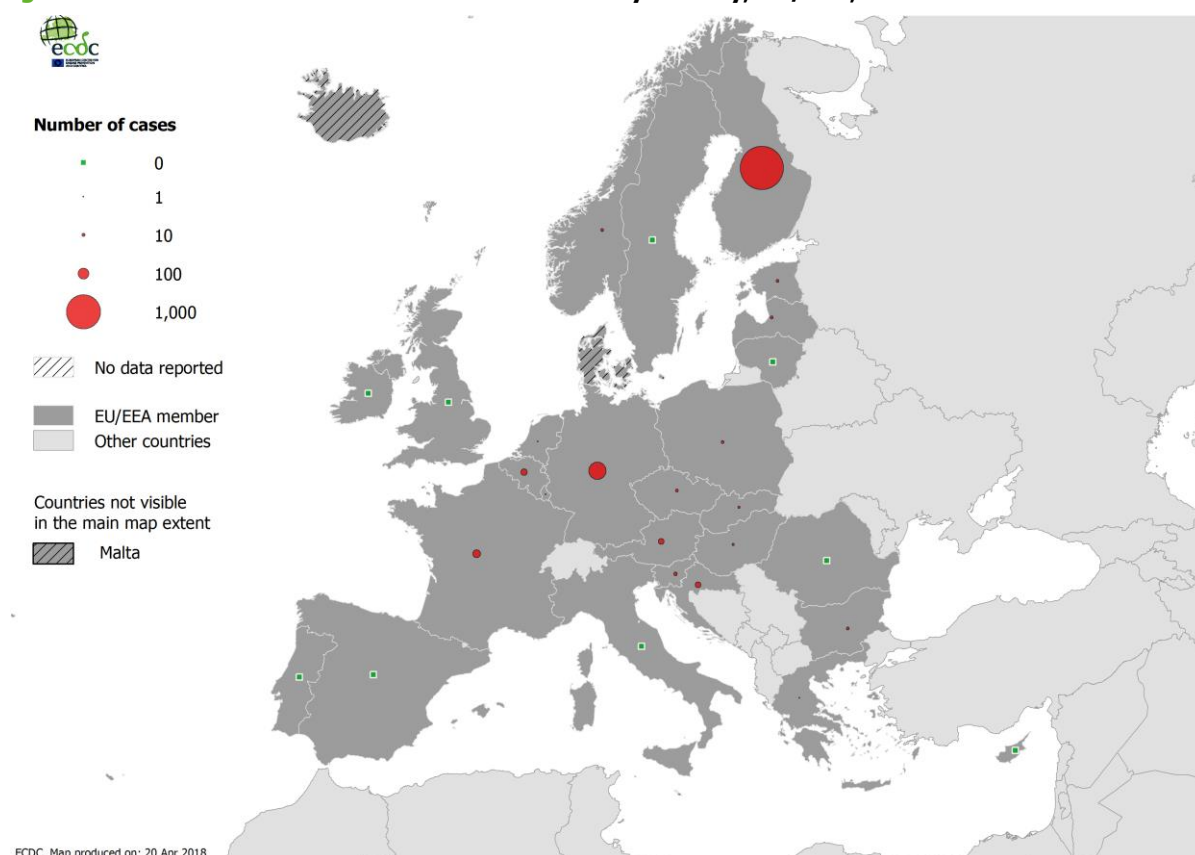 ecdc
Number of cases
0
1
10
100
1,000
No data reported
EU/EEA member
Other countries
Countries not visible
in the main map extent
Malta
ECDC. Map produced on: 20 Apr 2018